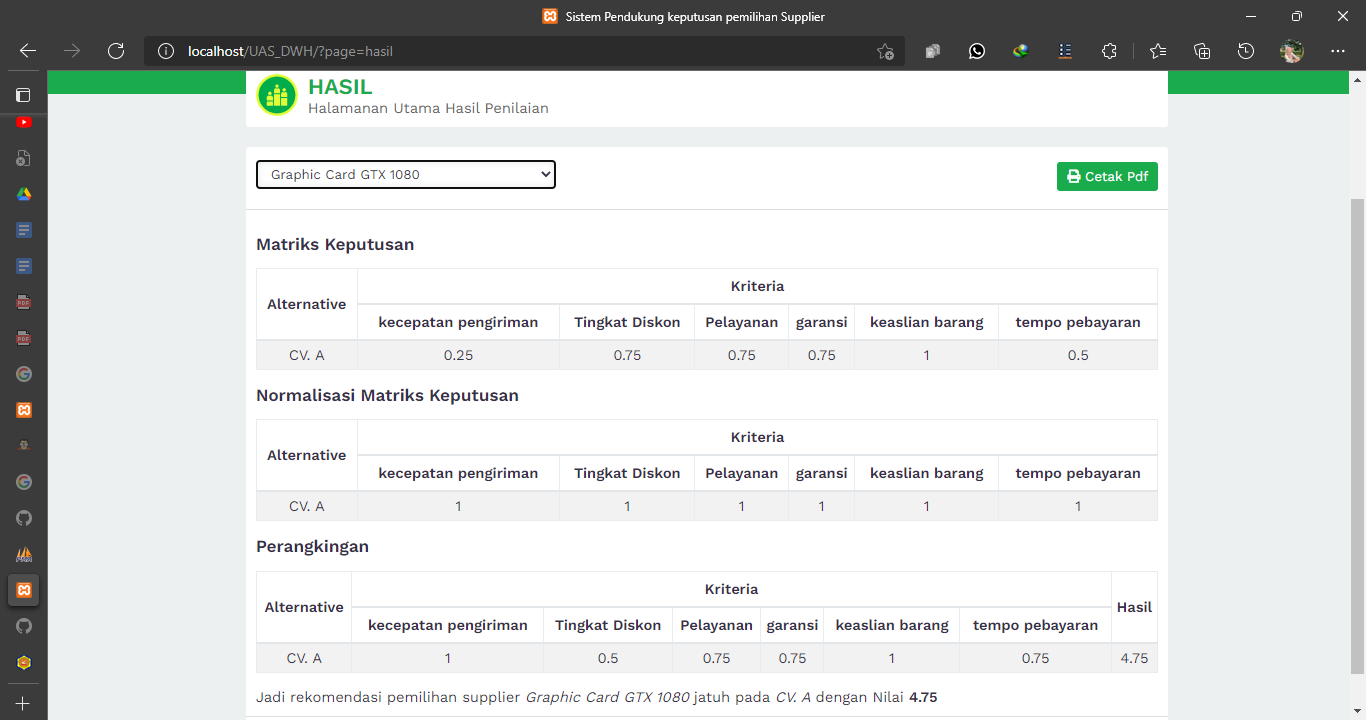 Sistem Pendukung keputusan pemilihan Supplier
localhost/UAS_DWH/?page=hasil
HASIL
Halamanan Utama Hasil Penilaian
Graphic Card GTX 1080
Cetak Pdf
Matriks Keputusan
Alternative
Kriteria
kecepatan pengiriman Tingkat Diskon Pelayanan garansi keaslian barang tempo pebayaran
CV. A 0.25 0.75 0.75 0.75 1 0.5
Normalisasi Matriks Keputusan
Alternative
Kriteria
kecepatan pengiriman Tingkat Diskon Pelayanan garansi keaslian barang tempo pebayaran
CV. A 1 1 1 1 1 1
Perangkingan
Alternative
Kriteria
Hasil
kecepatan pengiriman Tingkat Diskon Pelayanan garansi keaslian barang tempo pebayaran
CV. A 1 0.5 0.75 0.75 1 0.75 4.75
Jadi rekomendasi pemilihan supplier Graphic Card GTX 1080 jatuh pada CV. A dengan Nilai 4.75